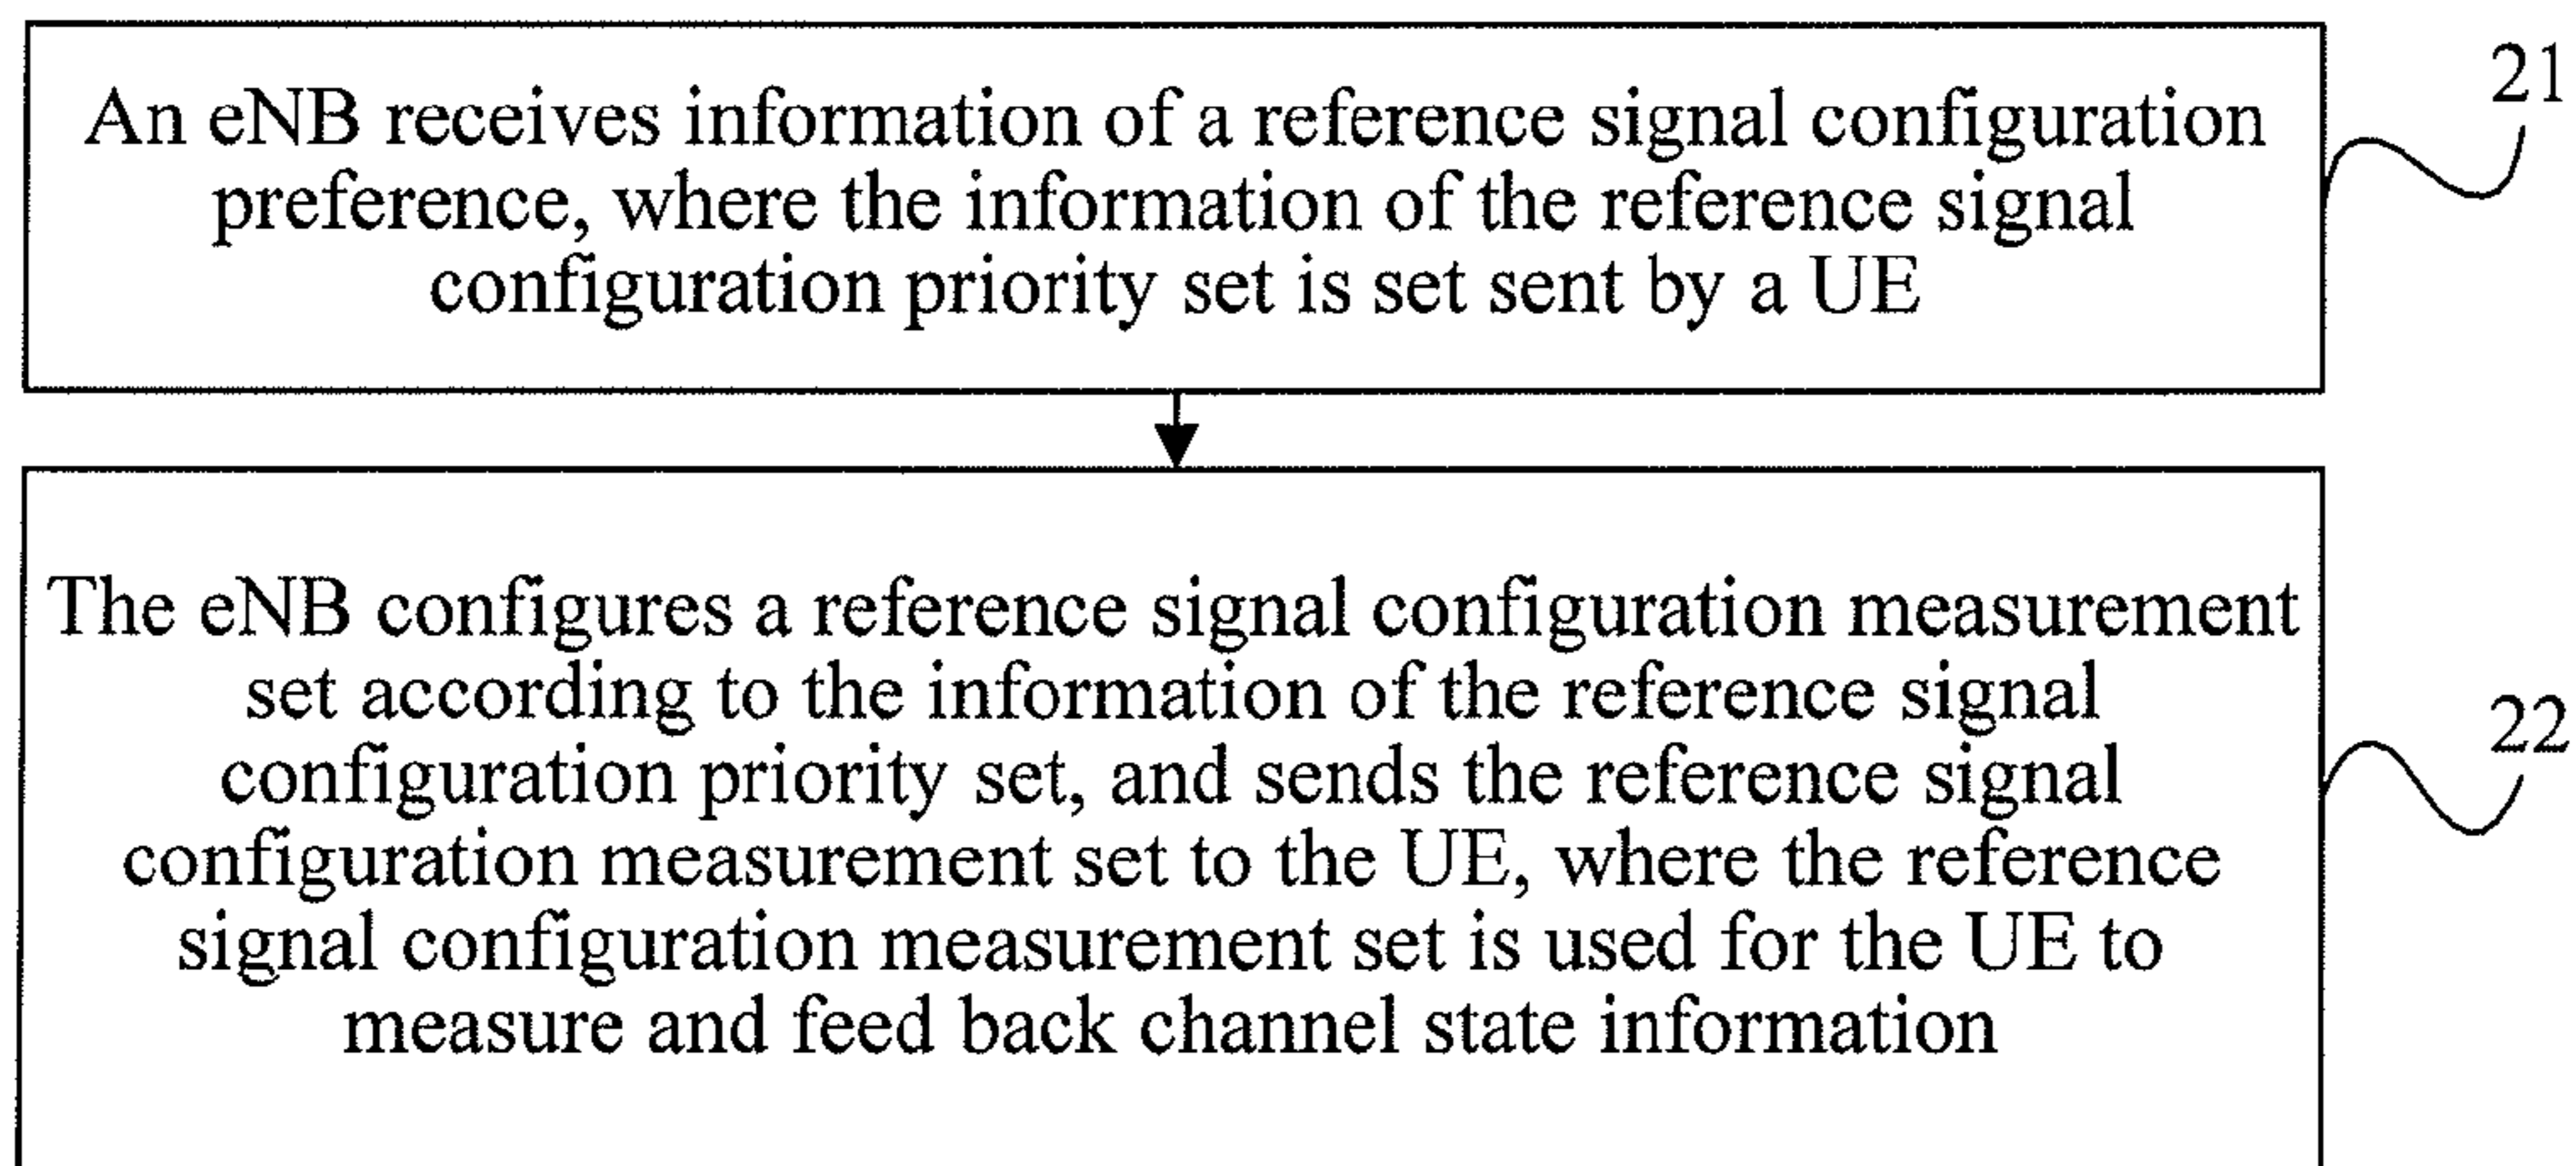 An eNB receives information of a reference signal configuration
preference, where the information of the reference signal
configuration priority set is set sent by a UE
21
The eNB configures a reference signal configuration measurement
set according to the information of the reference signal
configuration priority set, and sends the reference signal
configuration measurement set to the UE, where the reference
signal configuration measurement set is used for the UE to
measure and feed back channel state information
22